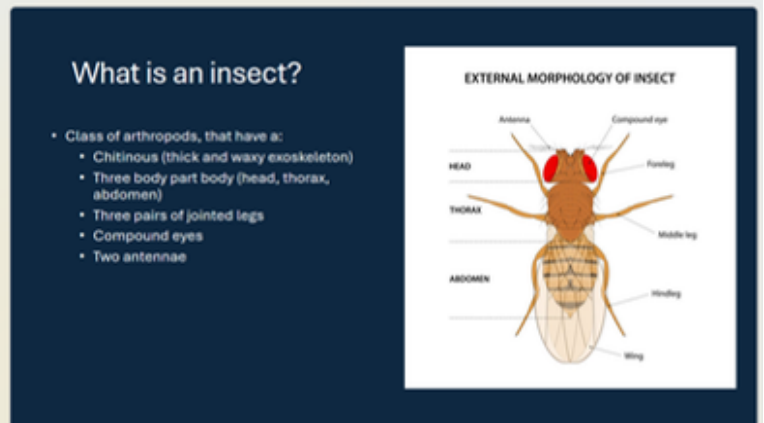 What is an insect?
• Class of arthropods, that have a:
• Chitinous (thick and waxy exoskeleton)
• Three body part body (head, thorax,
abdomen)
• Three pairs of jointed legs
• Compound eyes
• Two antennae
EXTERNAL MORPHOLOGY OF INSECT
Antenna
Compound eye
HEAD
Foreleg
THORAX
Middle leg
ABDOMEN
Hindleg
Wing